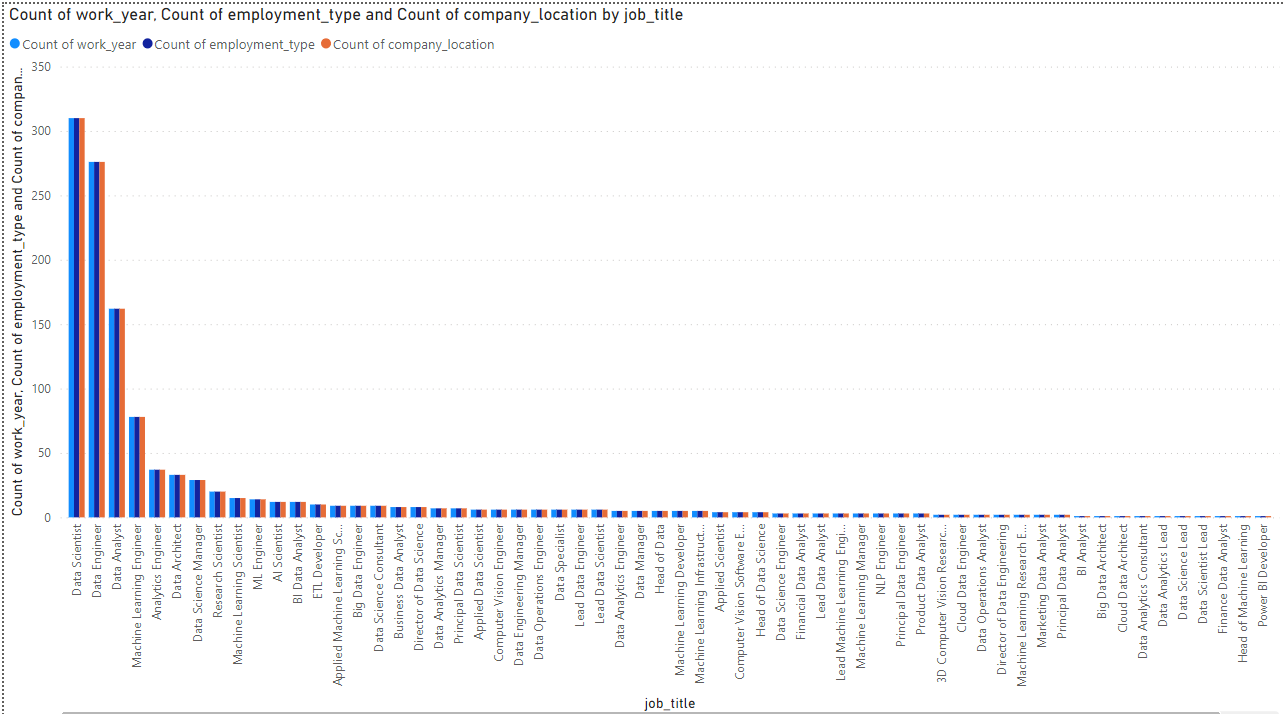 Count of work_year, Count of employment_type and Count of company_location by job_title
Count of work_year Count of employment_type Count of company_location
Count of work_year, Count of employment_type and Count of compan...
350
300
250
200
150
100
50
0
Data Scientist
Data Engineer
Data Analyst
Machine Learning Engineer
Analytics Engineer
Data Architect
Data Science Manager
Research Scientist
Machine Learning Scientist
ML Engineer
AI Scientist
BI Data Analyst
ETL Developer
Applied Machine Learning Sc...
Big Data Engineer
Data Science Consultant
Business Data Analyst
Director of Data Science
Data Analytics Manager
Principal Data Scientist
Applied Data Scientist
Computer Vision Engineer
Data Engineering Manager
Data Operations Engineer
Data Specialist
Lead Data Engineer
Lead Data Scientist
Data Analytics Engineer
Data Manager
Head of Data
Machine Learning Developer
Machine Learning Infrastruct...
Applied Scientist
Computer Vision Software E...
Head of Data Science
Data Science Engineer
Financial Data Analyst
Lead Data Analyst
Lead Machine Learning Engi...
Machine Learning Manager
NLP Engineer
Principal Data Engineer
Product Data Analyst
3D Computer Vision Researc...
Cloud Data Engineer
Data Operations Analyst
Director of Data Engineering
Machine Learning Research E...
Marketing Data Analyst
Principal Data Analyst
BI Analyst
Big Data Architect
Cloud Data Architect
Data Analytics Consultant
Data Analytics Lead
Data Science Lead
Data Scientist Lead
Finance Data Analyst
Head of Machine Learning
Power BI Developer
job_title